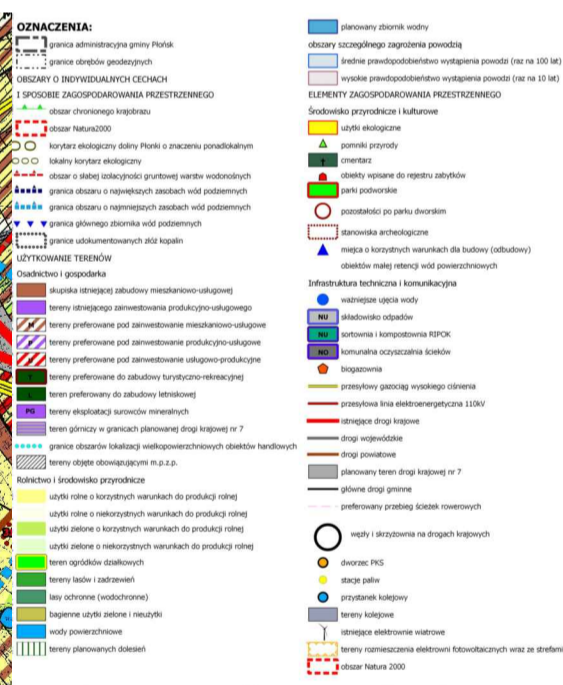 OZNACZENIA:
granica administracyjna gminy Płońsk
granice obrębów geodezyjnych
OBSZARY O INDYWIDUALNYCH CECHACH
I SPOSOBIE ZAGOSPODAROWANIA PRZESTRZENNEGO
obszar chronionego krajobrazu
obszar Natura2000
korytarz ekologiczny doliny Płonki o znaczeniu ponadlokalnym
lokalny korytarz ekologiczny
obszar o słabej izolacyjności gruntowej warstw wodonośnych
granica obszaru o największych zasobach wód podziemnych
granica obszaru o najmniejszych zasobach wód podziemnych
granica głównego zbiornika wód podziemnych
granice udokumentowanych złóż kopalin
UŻYTKOWANIE TERENÓW
Osadnictwo i gospodarka
skupiska istniejącej zabudowy mieszkaniowo-usługowej
tereny istniejącego zainwestowania produkcyjno-usługowego
M tereny preferowane pod zainwestowanie mieszkaniowo-usługowe
P tereny preferowane pod zainwestowanie produkcyjno-usługowe
U tereny preferowane pod zainwestowanie usługowo-produkcyjne
T tereny preferowane do zabudowy turystyczno-rekreacyjnej
L teren preferowany do zabudowy letniskowej
PG tereny eksploatacji surowców mineralnych
teren górniczy w granicach planowanej drogi krajowej nr 7
granice obszarów lokalizacji wielkopowierzchniowych obiektów handlowych
tereny objęte obowiązującymi m.p.z.p.
Rolnictwo i środowisko przyrodnicze
użytki rolne o korzystnych warunkach do produkcji rolnej
użytki rolne o niekorzystnych warunkach do produkcji rolnej
użytki zielone o korzystnych warunkach do produkcji rolnej
użytki zielone o niekorzystnych warunkach do produkcji rolnej
teren ogródków działkowych
tereny lasów i zadrzewień
lasy ochronne (wodochronne)
bagienne użytki zielone i nieużytki
wody powierzchniowe
tereny planowanych dolesień
planowany zbiornik wodny
obszary szczególnego zagrożenia powodzią
średnie prawdopodobieństwo wystąpienia powodzi (raz na 100 lat)
wysokie prawdopodobieństwo wystąpienia powodzi (raz na 10 lat)
ELEMENTY ZAGOSPODAROWANIA PRZESTRZENNEGO
Środowisko przyrodnicze i kulturowe
użytki ekologiczne
pomniki przyrody
cmentarz
obiekty wpisane do rejestru zabytków
parki podworskie
pozostałości po parku dworskim
stanowiska archeologiczne
miejca o korzystnych warunkach dla budowy (odbudowy)
obiektów małej retencji wód powierzchniowych
Infrastruktura techniczna i komunikacyjna
ważniejsze ujęcia wody
NU składowisko odpadów
NU sortownia i kompostownia RIPOK
NO komunalna oczyszczalnia ścieków
biogazownia
przesyłowy gazociąg wysokiego ciśnienia
przesyłowa linia elektroenergetyczna 110kV
istniejące drogi krajowe
drogi wojewódzkie
drogi powiatowe
planowany teren drogi krajowej nr 7
główne drogi gminne
preferowany przebieg ścieżek rowerowych
węzły i skrzyżownia na drogach krajowych
dworzec PKS
stacje paliw
przystanek kolejowy
tereny kolejowe
istniejące elektrownie wiatrowe
tereny rozmieszczenia elektrowni fotowoltaicznych wraz ze strefami
obszar Natura 2000